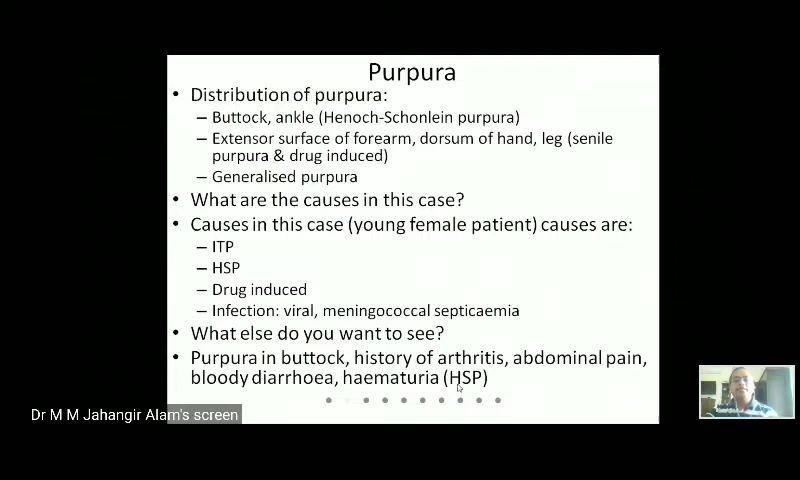 Purpura
• Distribution of purpura:
– Buttock, ankle (Henoch-Schonlein purpura)
– Extensor surface of forearm, dorsum of hand, leg (senile
purpura & drug induced)
– Generalised purpura
• What are the causes in this case?
• Causes in this case (young female patient) causes are:
– ITP
– HSP
– Drug induced
– Infection: viral, meningococcal septicaemia
• What else do you want to see?
• Purpura in buttock, history of arthritis, abdominal pain,
bloody diarrhoea, haematuria (HSP)
Dr M M Jahangir Alam's screen